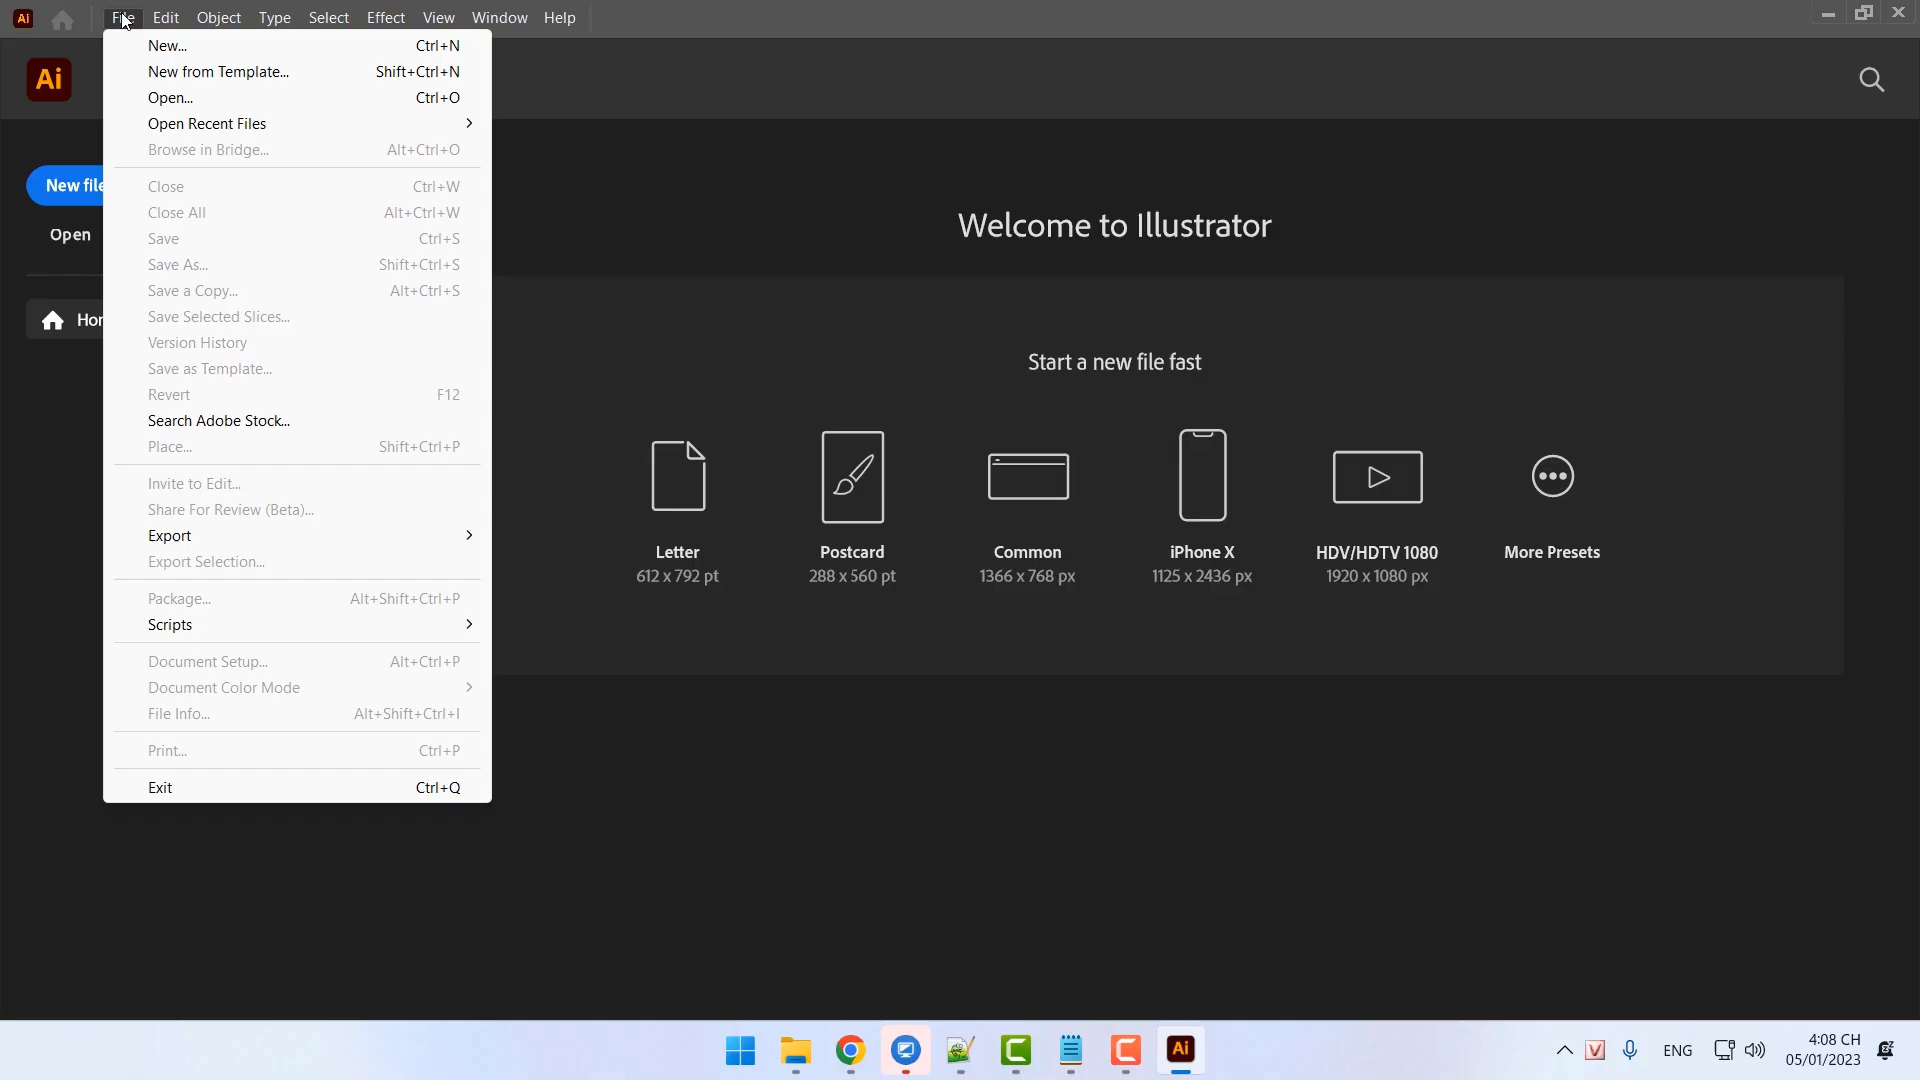 Ai File Edit Object Type Select Effect View Window Help
New... Ctrl+N
New from Template... Shift+Ctrl+N
Open... Ctrl+O
Open Recent Files
Browse in Bridge... Alt+Ctrl+O
Close Ctrl+W
Close All Alt+Ctrl+W
Save Ctrl+S
Save As... Shift+Ctrl+S
Save a Copy... Alt+Ctrl+S
Save Selected Slices...
Version History
Save as Template...
Revert F12
Search Adobe Stock...
Place... Shift+Ctrl+P
Invite to Edit...
Share For Review (Beta)...
Export
Export Selection...
Package... Alt+Shift+Ctrl+P
Scripts
Document Setup... Alt+Ctrl+P
Document Color Mode
File Info... Alt+Shift+Ctrl+I
Print... Ctrl+P
Exit Ctrl+Q
Ai
New file
Open
Hor
Welcome to Illustrator
Start a new file fast
Letter
612 x 792 pt
Postcard
288 x 560 pt
Common
1366 x 768 px
iPhone X
1125 x 2436 px
HDV/HDTV 1080
1920 x 1080 px
More Presets
Ai
V
ENG
4:08 CH
05/01/2023